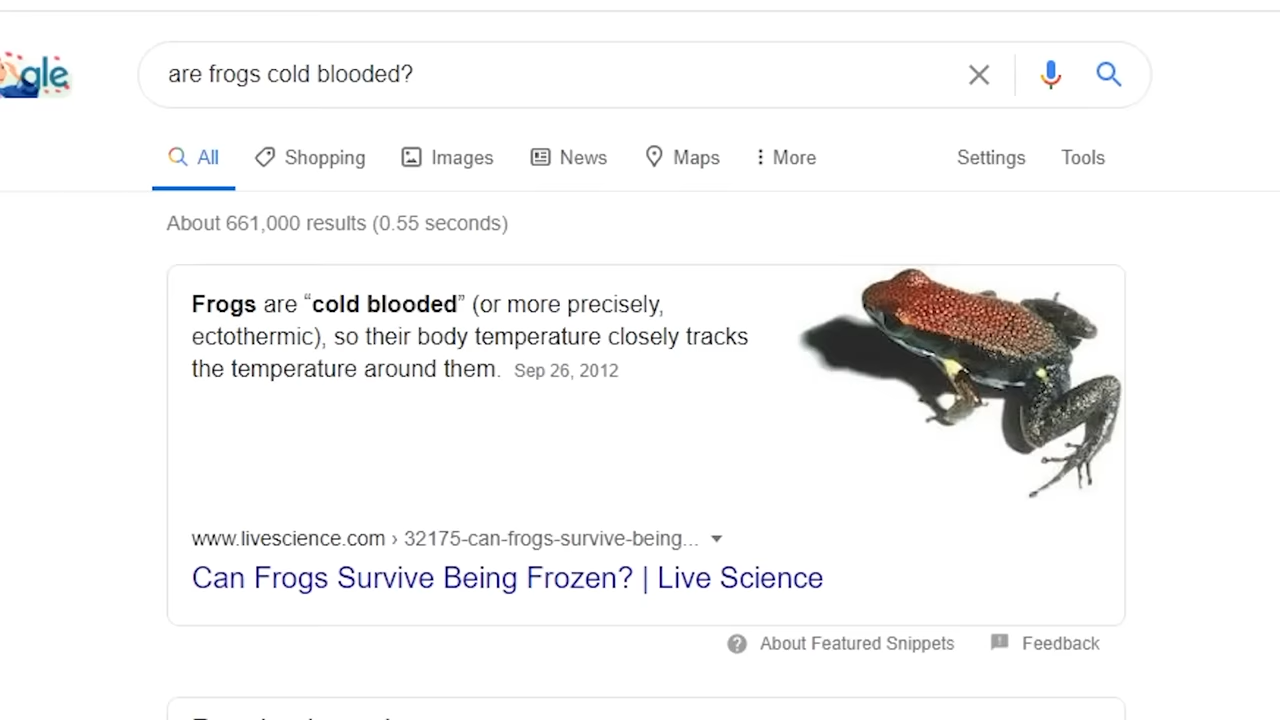 gle
are frogs cold blooded?
All Shopping Images News Maps More Settings Tools
About 661,000 results (0.55 seconds)
Frogs are “cold blooded” (or more precisely,
ectothermic), so their body temperature closely tracks
the temperature around them. Sep 26, 2012
www.livescience.com › 32175-can-frogs-survive-being...
Can Frogs Survive Being Frozen? | Live Science
About Featured Snippets Feedback